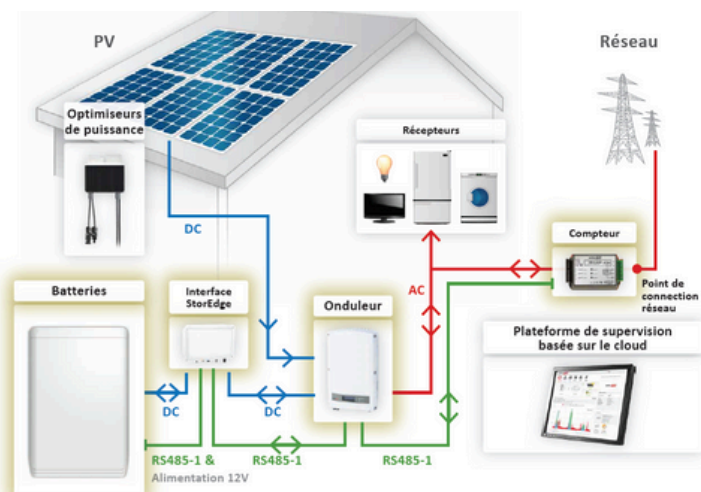 PV
Réseau
Optimiseurs
de puissance
Récepteurs
DC
Compteur
Batteries
Interface
StorEdge
Onduleur
AC
Point de
connection
réseau
Plateforme de supervision
basée sur le cloud
DC
DC
RS485-1 &
Alimentation 12V
RS485-1
RS485-1